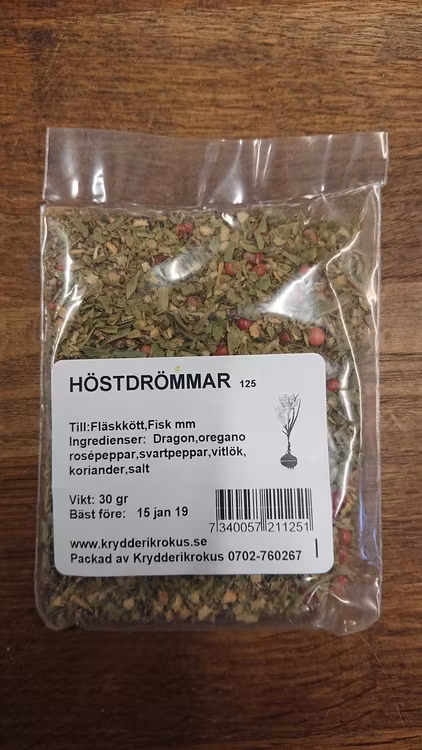 HÖSTDRÖMMAR 125
Till:Fläskkött,Fisk mm
Ingredienser: Dragon,oregano
rosépeppar,svartpeppar,vitlök,
koriander,salt
Vikt: 30 gr
Bäst före: 15 jan 19
7 340057 211251
www.krydderikrokus.se
Packad av Krydderikrokus 0702-760267